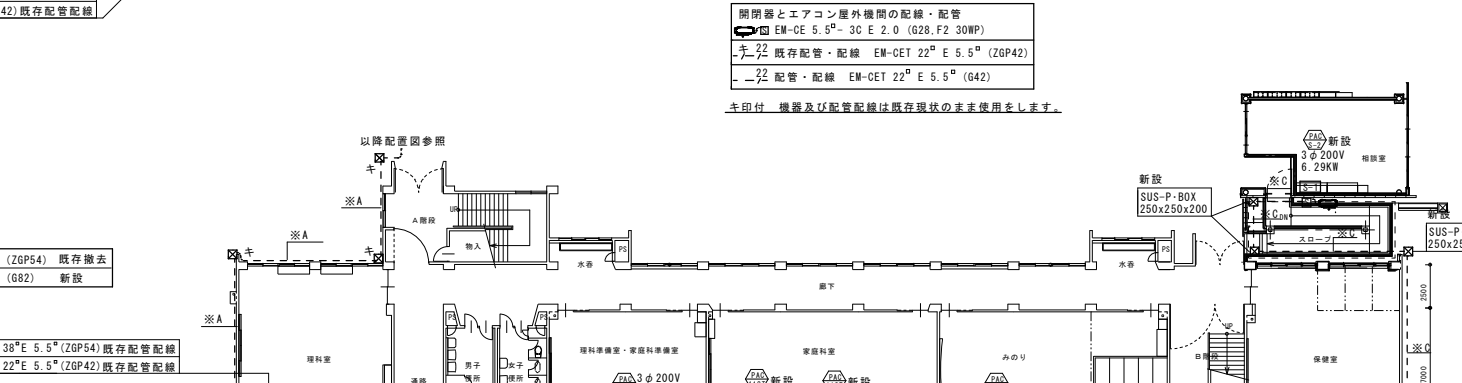 42)既存配管配線
開閉器とエアコン屋外機間の配線・配管
EM-CE 5.5□- 3C E 2.0 (G28,F2 30WP)
キ 22 既存配管・配線 EM-CET 22□ E 5.5□ (ZGP42)
22 配管・配線 EM-CET 22□ E 5.5□ (G42)
キ印付 機器及び配管配線は既存現状のまま使用をします。
以降配置図参照
キ
※A
※A
キ
キ
※A
(ZGP54) 既存撤去
(G82) 新設
38□E 5.5□(ZGP54)既存配管配線
22□E 5.5□(ZGP42)既存配管配線
UP
A階段
物入
水呑
PS
廊下
水呑
PS
新設
SUS-P・BOX
250x250x200
PAC
S-2
新設
3φ200V
6.29KW
相談室
※C
S-1
※C
DN
※C
スロープ
新設
SUS-P
250x25
2500
7000
※C
理科室
通路
PS
男子
便所
女子
便所
PS
理科準備室・家庭科準備室
PAC
3φ200V
家庭科室
PAC
新設
新設
みのり
PAC
UP
B階段
保健室